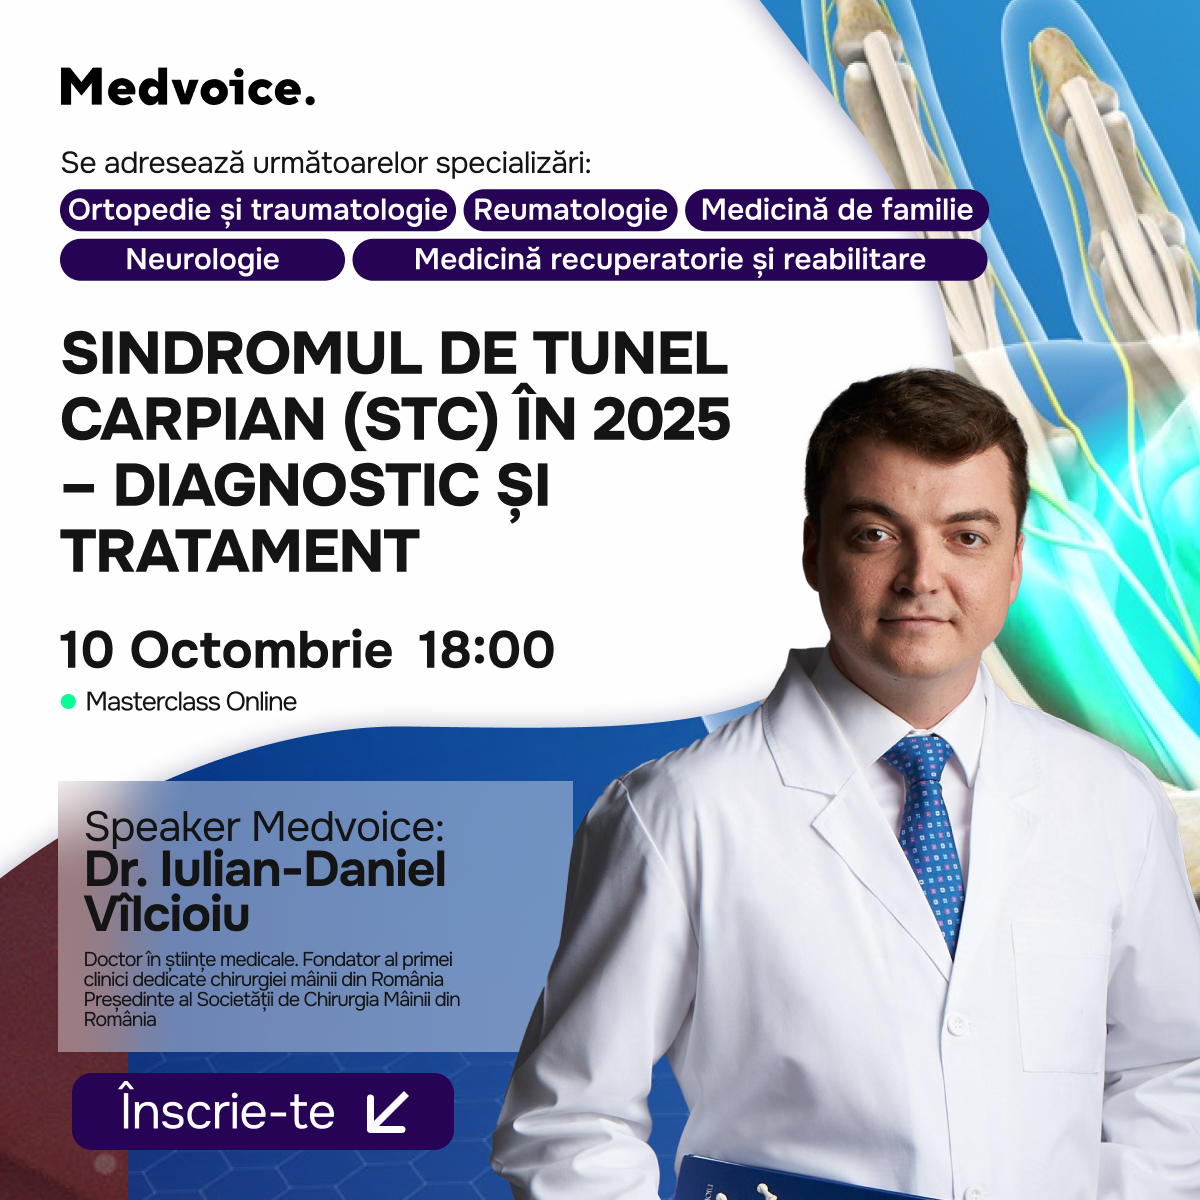 Medvoice.
Se adresează următoarelor specializări:
Ortopedie și traumatologie Reumatologie Medicină de familie
Neurologie Medicină recuperatorie și reabilitare
SINDROMUL DE TUNEL
CARPIAN (STC) ÎN 2025
– DIAGNOSTIC ȘI
TRATAMENT
10 Octombrie 18:00
Masterclass Online
Speaker Medvoice:
Dr. Iulian-Daniel
Vîlcioiu
Doctor în științe medicale. Fondator al primei
clinici dedicate chirurgiei mâinii din România
Președinte al Societății de Chirurgia Mâinii din
România
Înscrie-te